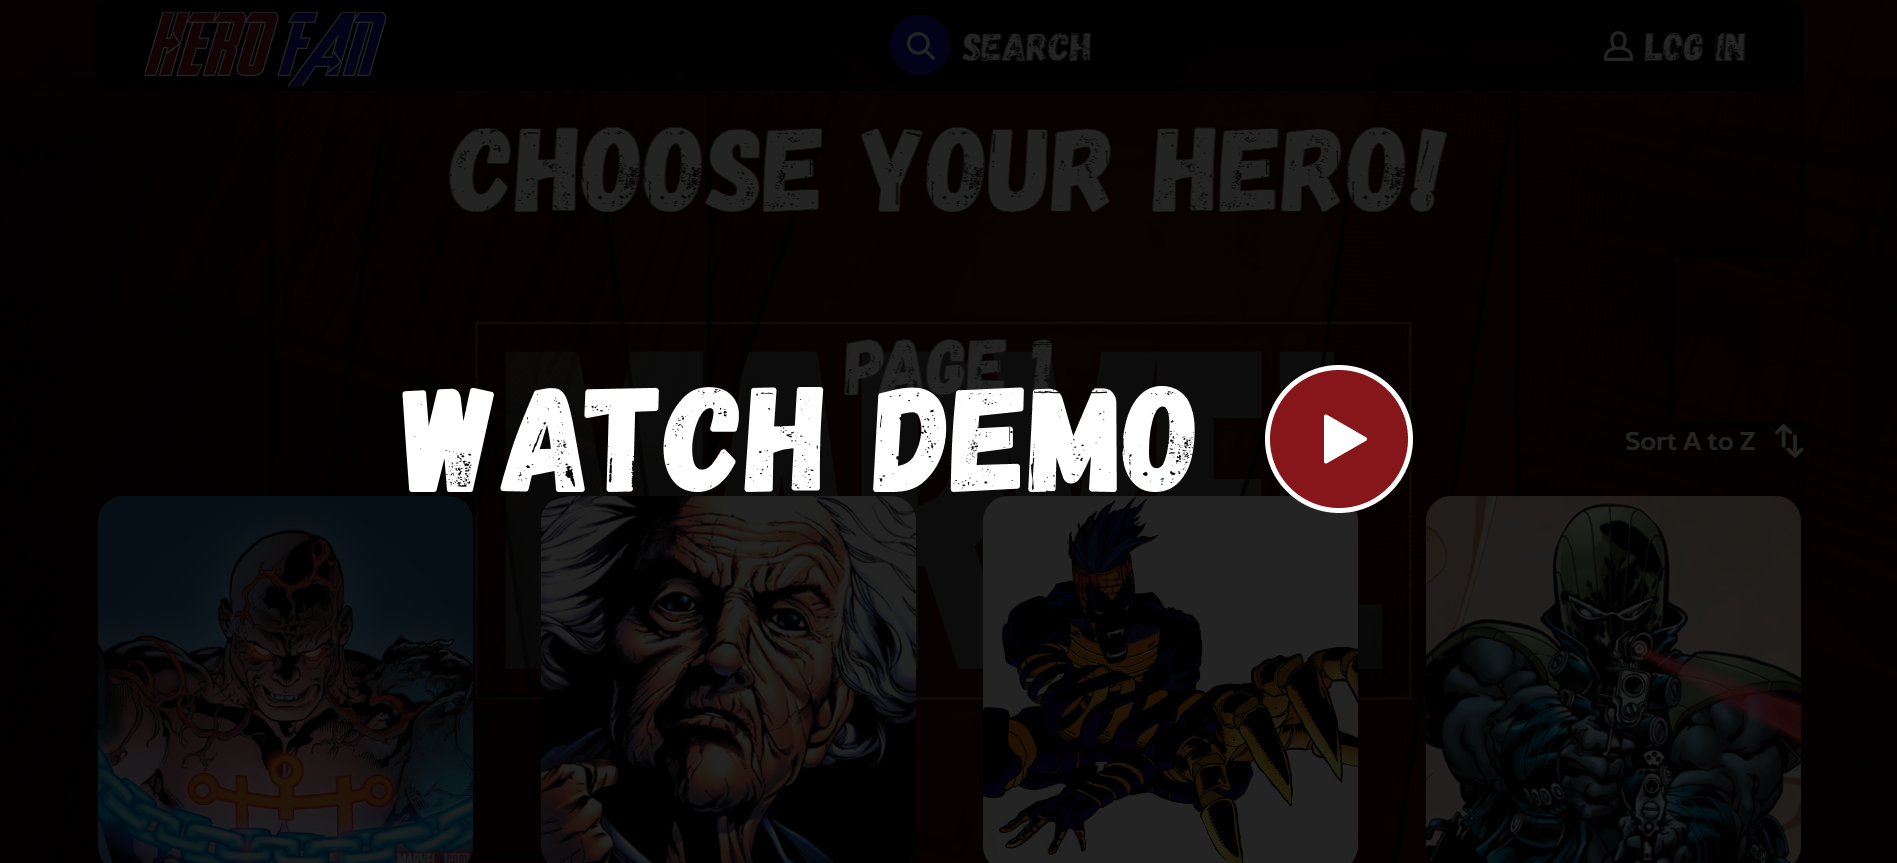 HERO FAN
SEARCH
LOG IN
CHOOSE YOUR HERO!
PAGE 1
WATCH DEMO
Sort A to Z